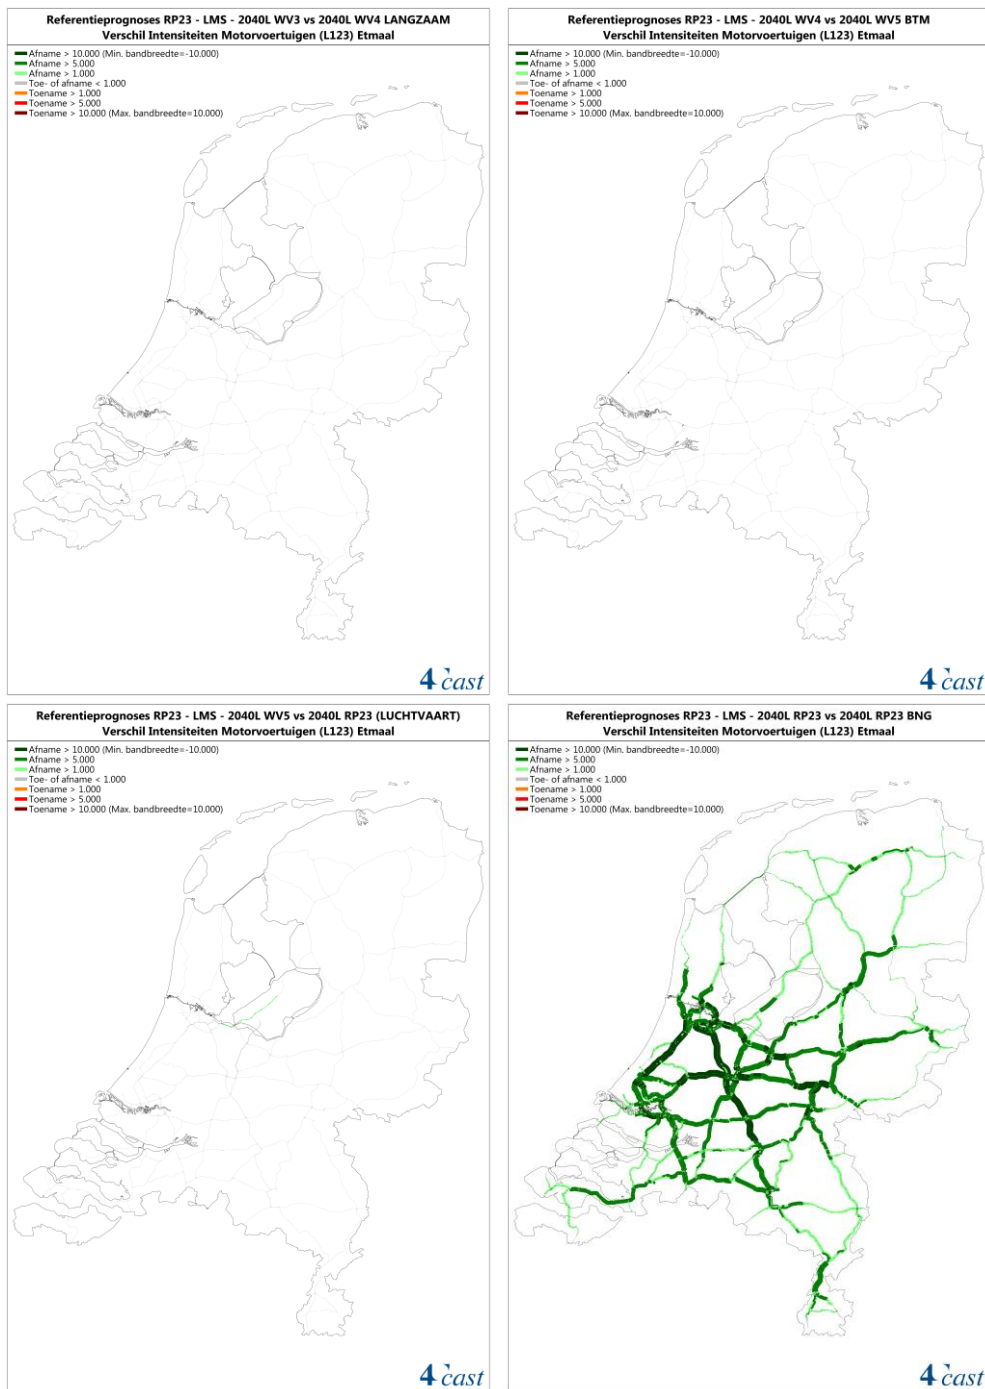 Referentieprognoses RP23 - LMS - 2040L WV3 vs 2040L WV4 LANGZAAM
Verschil Intensiteiten Motorvoertuigen (L123) Etmaal
Afname > 10.000 (Min. bandbreedte=-10.000)
Afname > 5.000
Afname > 1.000
Toe- of afname < 1.000
Toename > 1.000
Toename > 5.000
Toename > 10.000 (Max. bandbreedte=10.000)
4cast
Referentieprognoses RP23 - LMS - 2040L WV4 vs 2040L WV5 BTM
Verschil Intensiteiten Motorvoertuigen (L123) Etmaal
Afname > 10.000 (Min. bandbreedte=-10.000)
Afname > 5.000
Afname > 1.000
Toe- of afname < 1.000
Toename > 1.000
Toename > 5.000
Toename > 10.000 (Max. bandbreedte=10.000)
4cast
Referentieprognoses RP23 - LMS - 2040L WV5 vs 2040L RP23 (LUCHTVAART)
Verschil Intensiteiten Motorvoertuigen (L123) Etmaal
Afname > 10.000 (Min. bandbreedte=-10.000)
Afname > 5.000
Afname > 1.000
Toe- of afname < 1.000
Toename > 1.000
Toename > 5.000
Toename > 10.000 (Max. bandbreedte=10.000)
4cast
Referentieprognoses RP23 - LMS - 2040L RP23 vs 2040L RP23 BNG
Verschil Intensiteiten Motorvoertuigen (L123) Etmaal
Afname > 10.000 (Min. bandbreedte=-10.000)
Afname > 5.000
Afname > 1.000
Toe- of afname < 1.000
Toename > 1.000
Toename > 5.000
Toename > 10.000 (Max. bandbreedte=10.000)
4cast